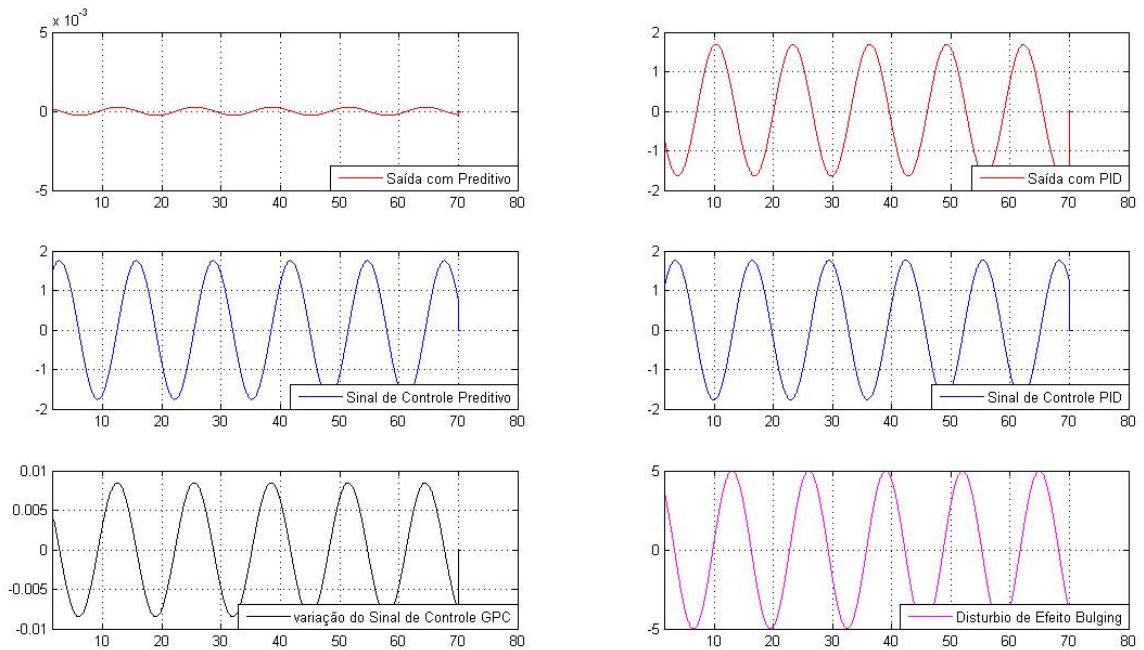 x 10⁻³
5
0
-5
10 20 30 40 50 60 70 80
Saída com Preditivo
2
1
0
-1
-2
10 20 30 40 50 60 70 80
Saída com PID
2
1
0
-1
-2
10 20 30 40 50 60 70 80
Sinal de Controle Preditivo
2
1
0
-1
-2
10 20 30 40 50 60 70 80
Sinal de Controle PID
0.01
0.005
0
-0.005
-0.01
10 20 30 40 50 60 70 80
variação do Sinal de Controle GPC
5
0
-5
10 20 30 40 50 60 70 80
Disturbio de Efeito Bulging